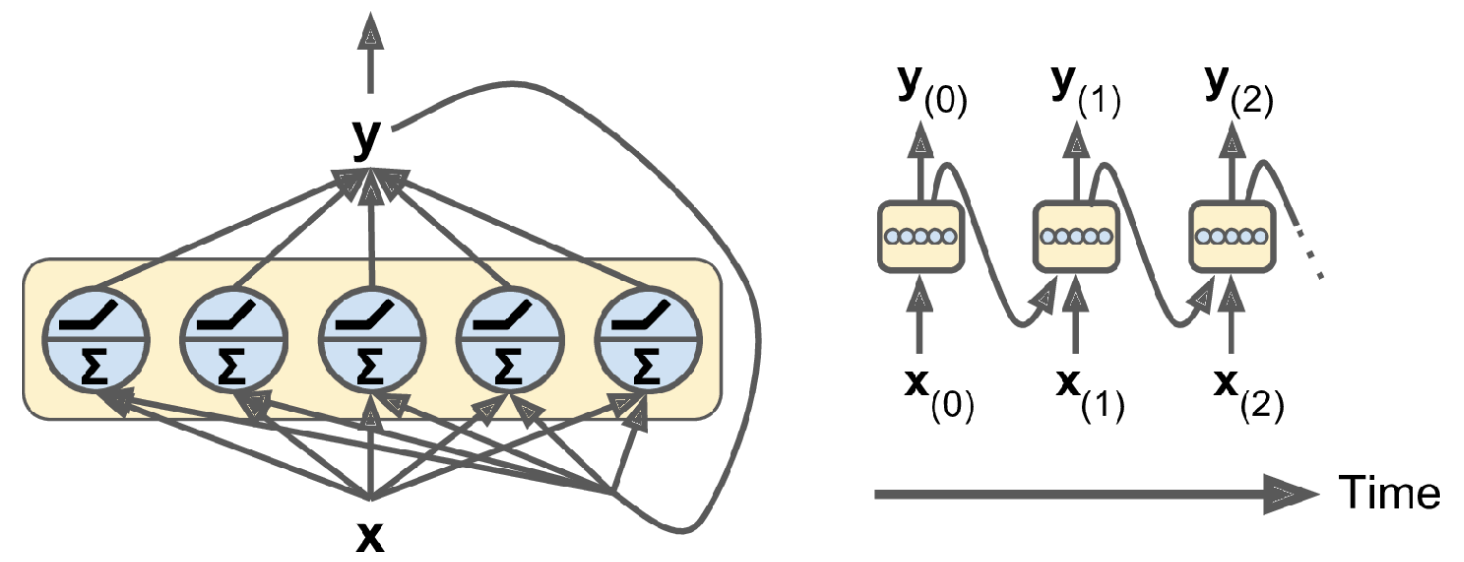 y
Σ Σ Σ Σ Σ
x
y(0) y(1) y(2)
x(0) x(1) x(2)
Time